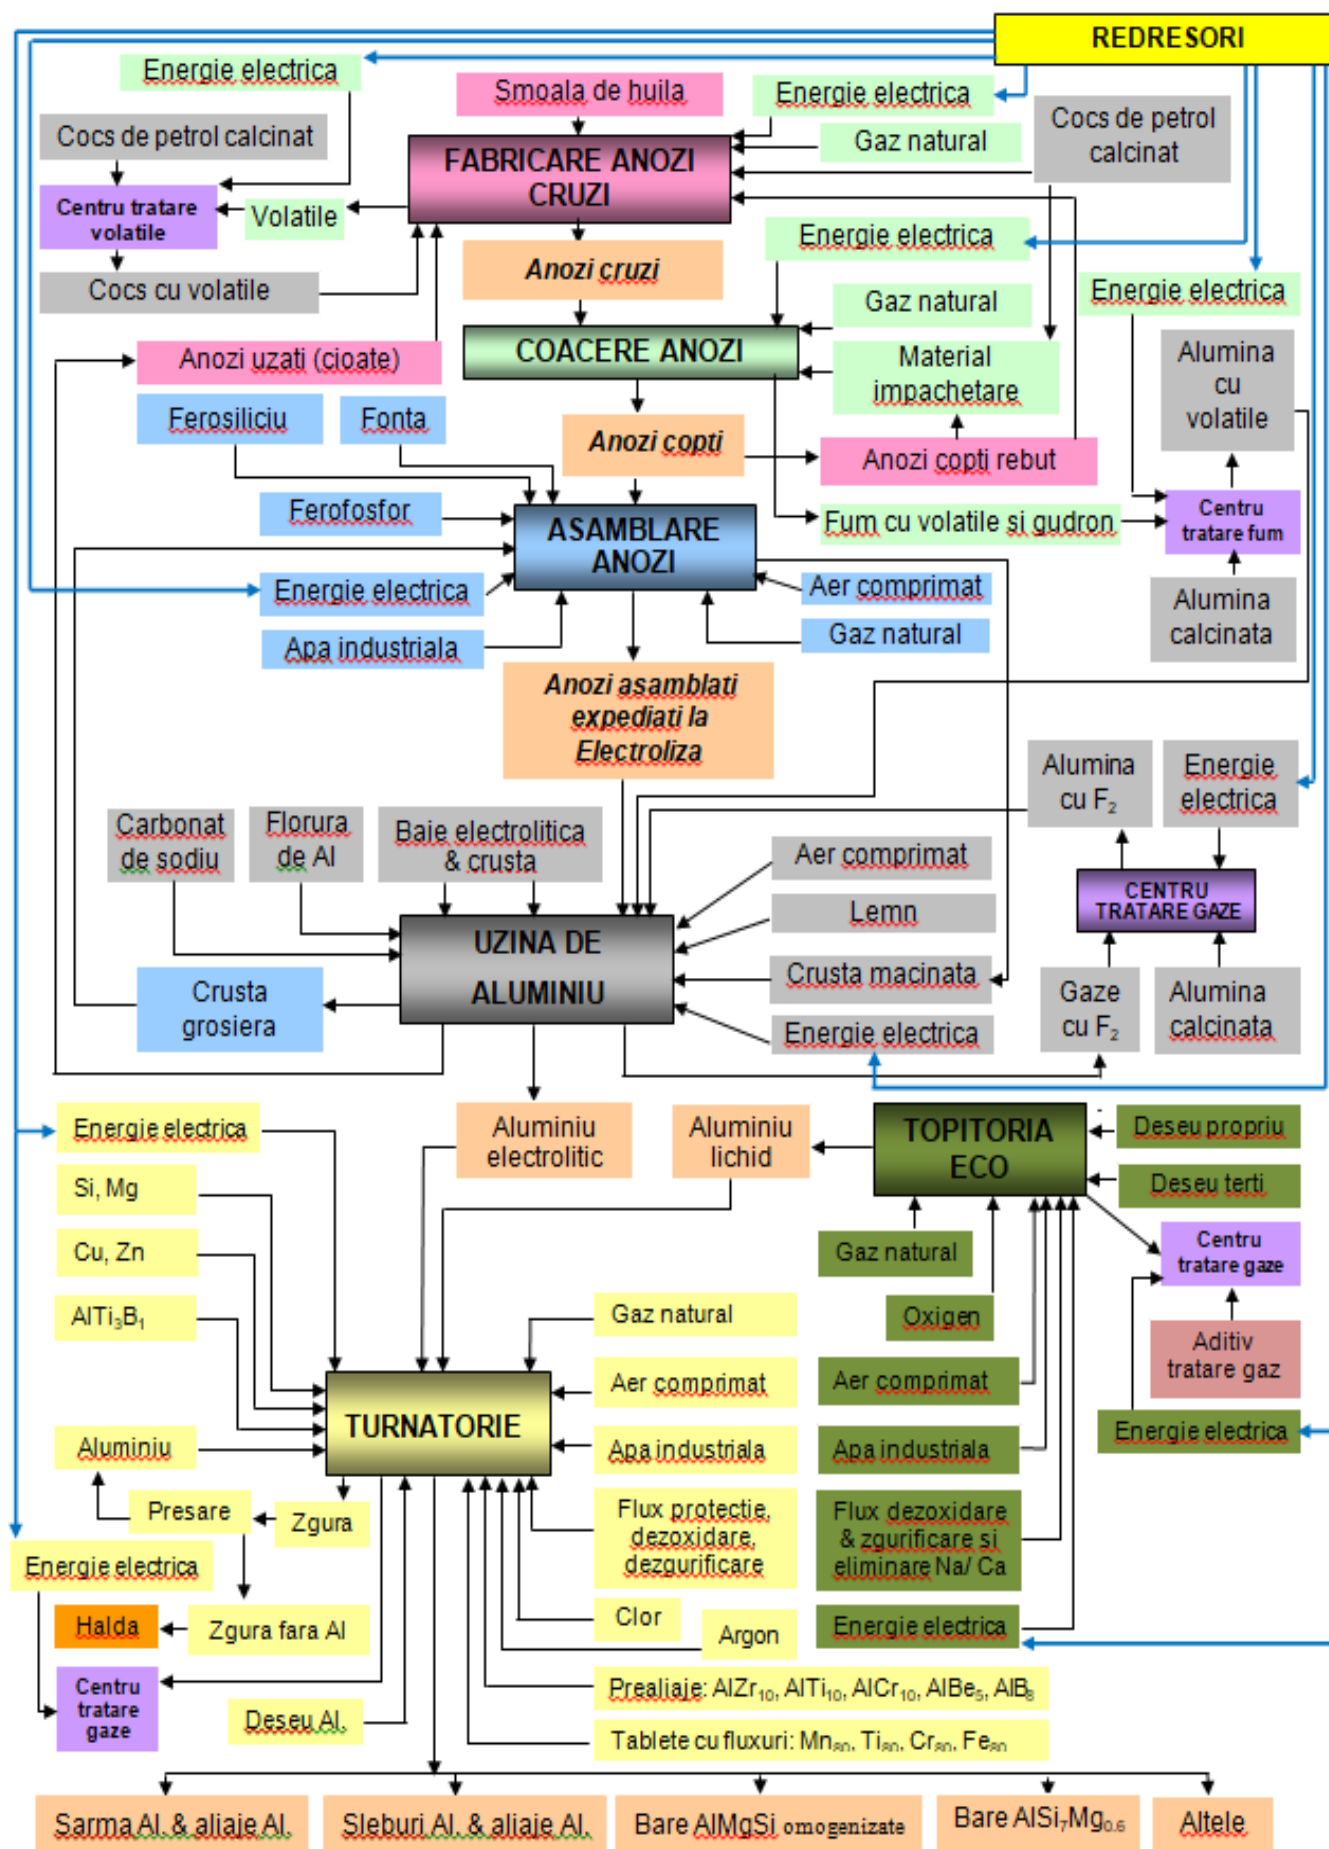 REDRESORI
Energie electrica
Smoala de huila
Energie electrica
Cocs de petrol
calcinat
Cocs de petrol calcinat
Gaz natural
FABRICARE ANOZI
CRUZI
Centru tratare
volatile
Volatile
Energie electrica
Anozi cruzi
Cocs cu volatile
Gaz natural
Energie electrica
COACERE ANOZI
Anozi uzati (cioate)
Material
impachetare
Alumina
cu
volatile
Ferosiliciu
Fonta
Anozi copti
Anozi copti rebut
Ferofosfor
ASAMBLARE
ANOZI
Fum cu volatile si gudron
Centru
tratare fum
Energie electrica
Aer comprimat
Alumina
calcinata
Apa industriala
Gaz natural
Anozi asamblati
expediati la
Electroliza
Alumina
cu F₂
Energie
electrica
Carbonat
de sodiu
Florura
de Al
Baie electrolitica
& crusta
Aer comprimat
CENTRU
TRATARE GAZE
UZINA DE
ALUMINIU
Lemn
Crusta
grosiera
Crusta macinata
Gaze
cu F₂
Alumina
calcinata
Energie electrica
Energie electrica
Aluminiu
electrolitic
Aluminiu
lichid
TOPITORIA
ECO
Deseu propriu
Si, Mg
Deseu terti
Cu, Zn
Gaz natural
Centru
tratare gaze
AlTi₃B₁
Gaz natural
Oxigen
Aditiv
tratare gaz
Aer comprimat
Aer comprimat
TURNATORIE
Energie electrica
Aluminiu
Apa industriala
Apa industriala
Presare
Zgura
Flux protectie,
dezoxidare,
dezgurificare
Flux dezoxidare
& zgurificare si
eliminare Na/ Ca
Energie electrica
Halda
Zgura fara Al
Clor
Argon
Energie electrica
Centru
tratare
gaze
Deseu Al.
Prealiaje: AlZr₁₀, AlTi₁₀, AlCr₁₀, AlBe₅, AlB₈
Tablete cu fluxuri: Mn₈₀, Ti₈₀, Cr₈₀, Fe₈₀
Sarma Al. & aliaje Al.
Sleburi Al. & aliaje Al.
Bare AlMgSi omogenizate
Bare AlSi₇Mg₀.₆
Altele